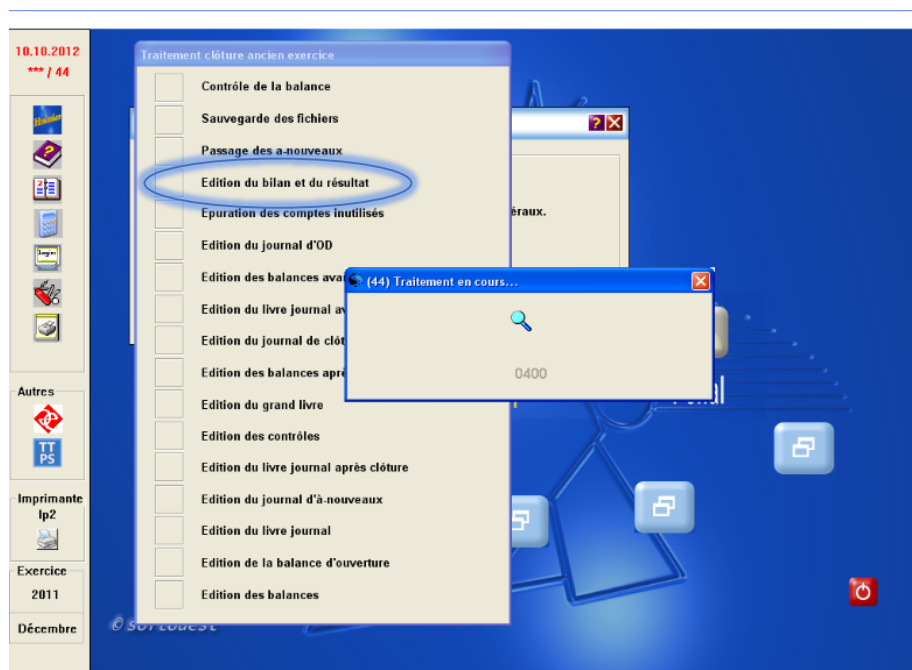 10.10.2012
*** / 44
Autres
TT
PS
Imprimante
lp2
Exercice
2011
Décembre
Traitement clôture ancien exercice
Contrôle de la balance
Sauvegarde des fichiers
Passage des a-nouveaux
Edition du bilan et du résultat
Epuration des comptes inutilisés
Edition du journal d'OD
Edition des balances avai
Edition du livre journal av
Edition du journal de clôt
Edition des balances aprè
Edition du grand livre
Edition des contrôles
Edition du livre journal après clôture
Edition du journal d'à-nouveaux
Edition du livre journal
Edition de la balance d'ouverture
Edition des balances
éraux.
(44) Traitement en cours...
0400